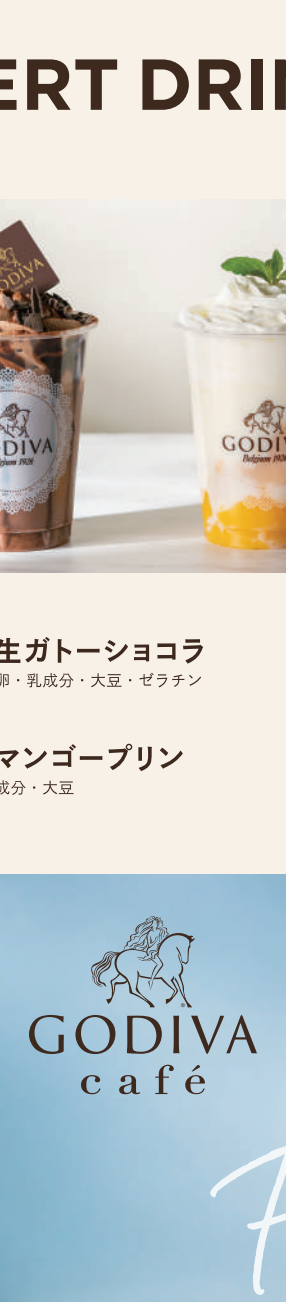 ERT DRI
GODIVA
GODIVA
Belgium 1926
GODIV
Belgium 1926
生ガトーショコラ
卵・乳成分・大豆・ゼラチン
マンゴープリン
成分・大豆
GODIVA
café